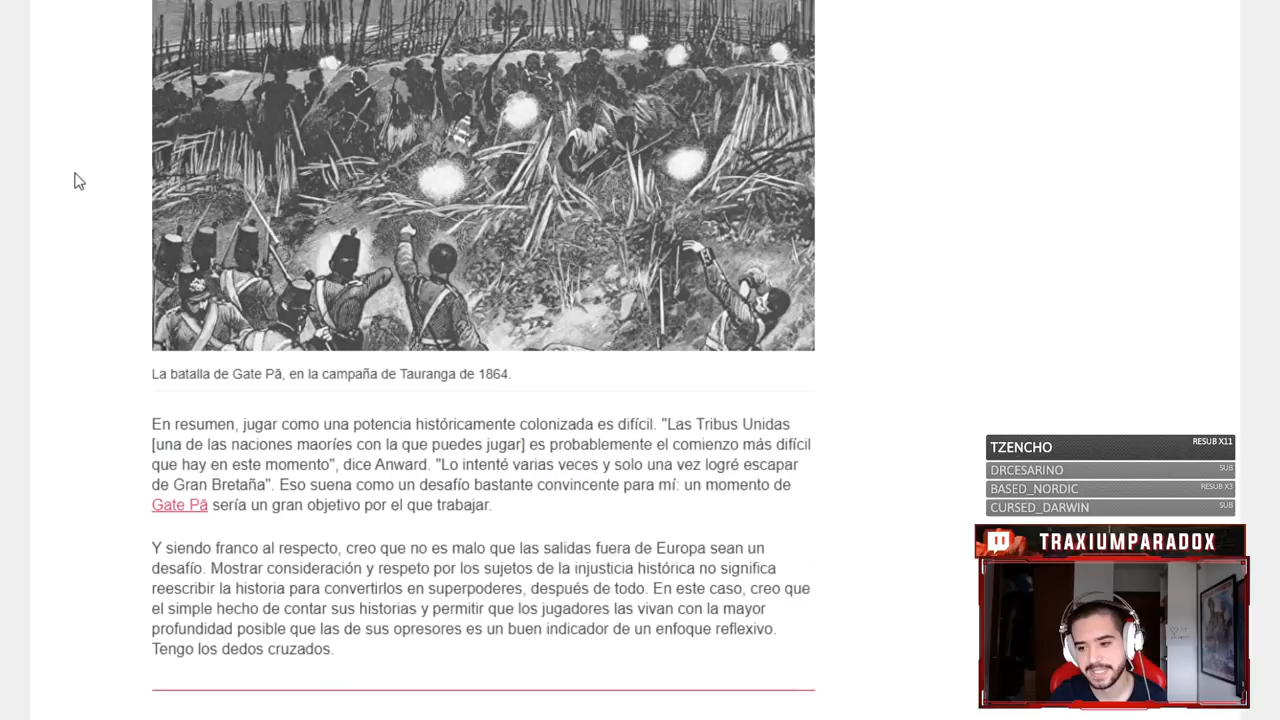 La batalla de Gate Pā, en la campaña de Tauranga de 1864.
En resumen, jugar como una potencia históricamente colonizada es difícil. "Las Tribus Unidas
[una de las naciones maoríes con la que puedes jugar] es probablemente el comienzo más difícil
que hay en este momento", dice Anward. "Lo intenté varias veces y solo una vez logré escapar
de Gran Bretaña". Eso suena como un desafío bastante convincente para mí: un momento de
Gate Pā sería un gran objetivo por el que trabajar.
Y siendo franco al respecto, creo que no es malo que las salidas fuera de Europa sean un
desafío. Mostrar consideración y respeto por los sujetos de la injusticia histórica no significa
reescribir la historia para convertirlos en superpoderes, después de todo. En este caso, creo que
el simple hecho de contar sus historias y permitir que los jugadores las vivan con la mayor
profundidad posible que las de sus opresores es un buen indicador de un enfoque reflexivo.
Tengo los dedos cruzados.
TZENCHO RESUB X11
DRCESARINO SUB
BASED_NORDIC RESUB X3
CURSED_DARWIN SUB
TRAXIUMPARADOX